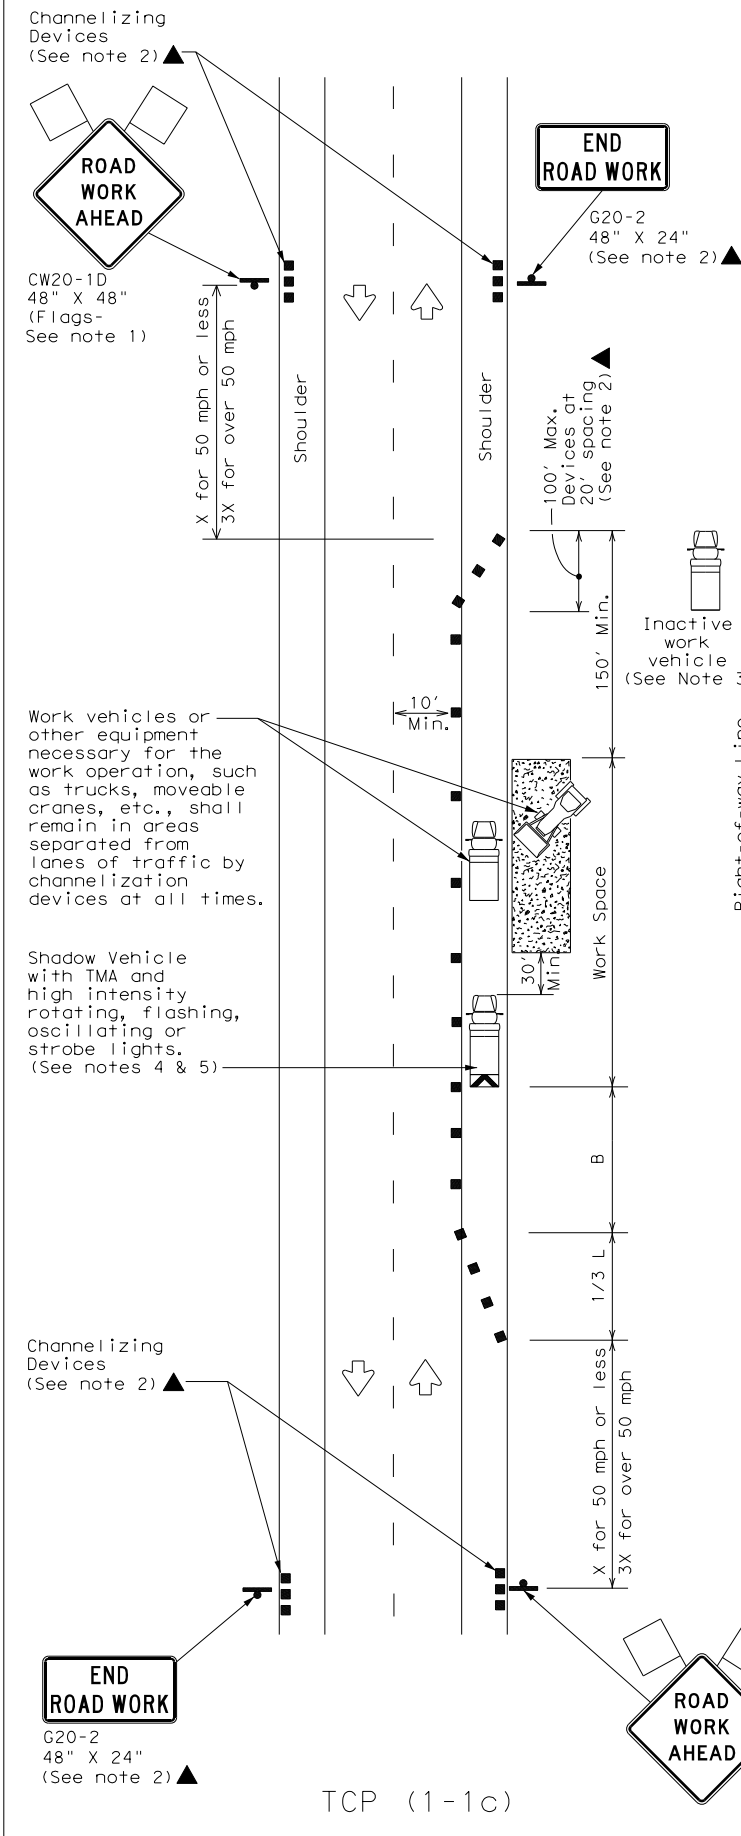 Channelizing
Devices
(See note 2)
ROAD
WORK
AHEAD
CW20-1D
48" X 48"
(Flags-
See note 1)
END
ROAD WORK
G20-2
48" X 24"
(See note 2)
X for 50 mph or less
3X for over 50 mph
Shoulder
Shoulder
100' Max.
Devices at
20' spacing
(See note 2)
150' Min.
Inactive
work
vehicle
(See Note 3
10'
Min.
Work vehicles or
other equipment
necessary for the
work operation, such
as trucks, moveable
cranes, etc., shall
remain in areas
separated from
lanes of traffic by
channelization
devices at all times.
Right-of-way Line
Work Space
30'
Min
Shadow Vehicle
with TMA and
high intensity
rotating, flashing,
oscillating or
strobe lights.
(See notes 4 & 5)
B
1/3 L
Channelizing
Devices
(See note 2)
X for 50 mph or less
3X for over 50 mph
END
ROAD WORK
G20-2
48" X 24"
(See note 2)
ROAD
WORK
AHEAD
TCP (1-1c)